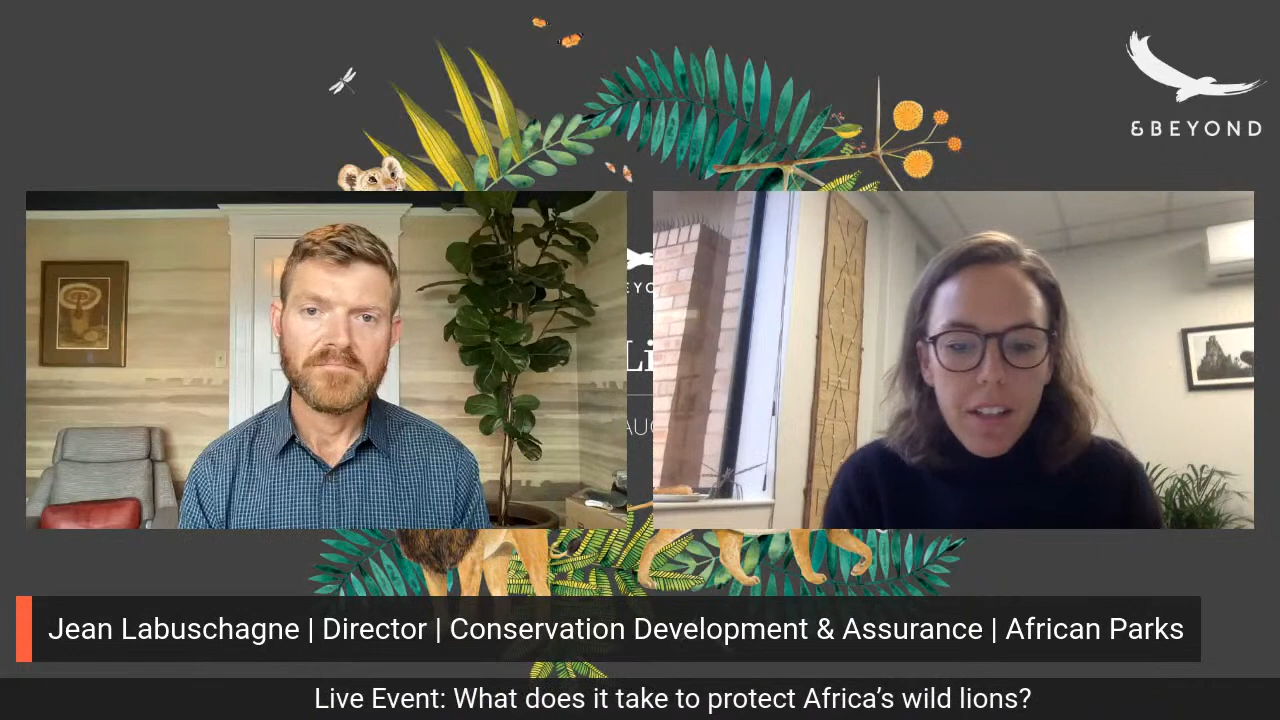 &BEYOND
Jean Labuschagne | Director | Conservation Development & Assurance | African Parks
Live Event: What does it take to protect Africa’s wild lions?